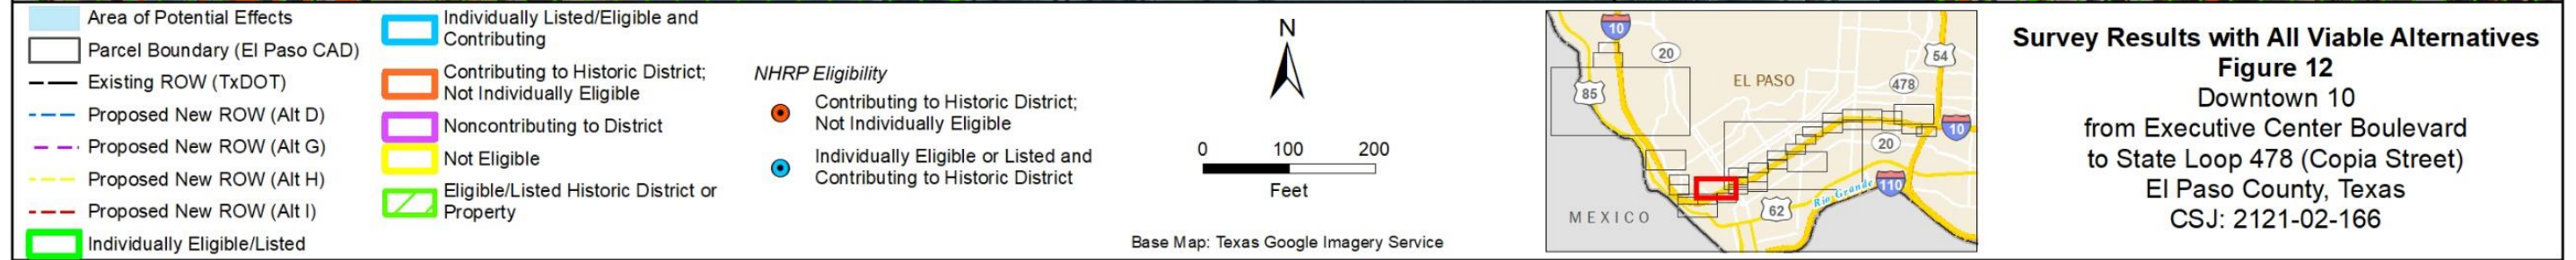 Area of Potential Effects
Parcel Boundary (El Paso CAD)
Existing ROW (TxDOT)
Proposed New ROW (Alt D)
Proposed New ROW (Alt G)
Proposed New ROW (Alt H)
Proposed New ROW (Alt I)
Individually Eligible/Listed
Individually Listed/Eligible and
Contributing
Contributing to Historic District;
Not Individually Eligible
Noncontributing to District
Not Eligible
Eligible/Listed Historic District or
Property
NHRP Eligibility
Contributing to Historic District;
Not Individually Eligible
Individually Eligible or Listed and
Contributing to Historic District
N
0 100 200
Feet
Base Map: Texas Google Imagery Service
10
20
54
EL PASO
478
85
10
20
110
Rio Grande
62
MEXICO
Survey Results with All Viable Alternatives
Figure 12
Downtown 10
from Executive Center Boulevard
to State Loop 478 (Copia Street)
El Paso County, Texas
CSJ: 2121-02-166